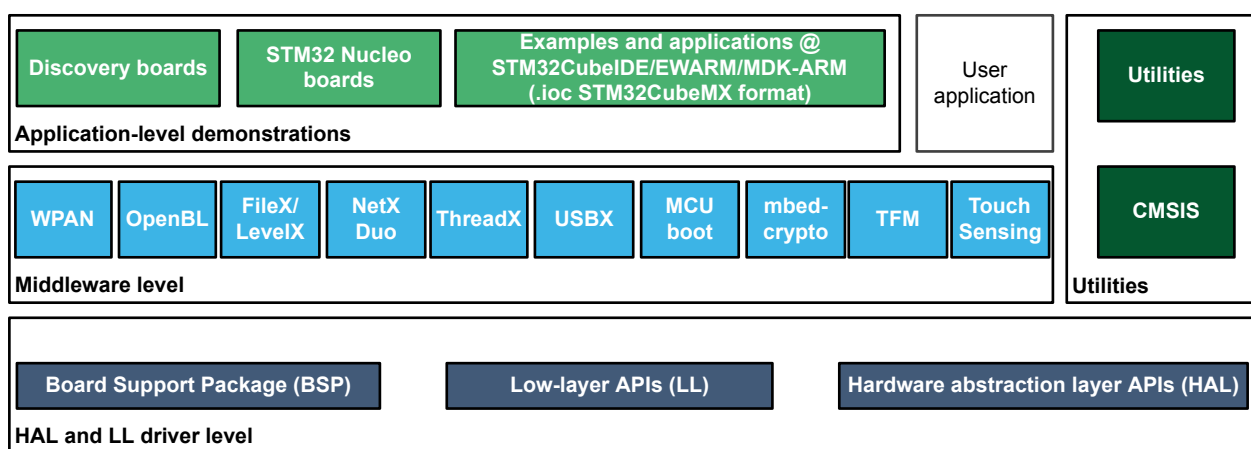 Discovery boards
STM32 Nucleo
boards
Examples and applications @
STM32CubeIDE/EWARM/MDK-ARM
(.ioc STM32CubeMX format)
Application-level demonstrations
User
application
Utilities
CMSIS
Utilities
WPAN
OpenBL
FileX/
LevelX
NetX
Duo
ThreadX
USBX
MCU
boot
mbed-
crypto
TFM
Touch
Sensing
Middleware level
Board Support Package (BSP)
Low-layer APIs (LL)
Hardware abstraction layer APIs (HAL)
HAL and LL driver level